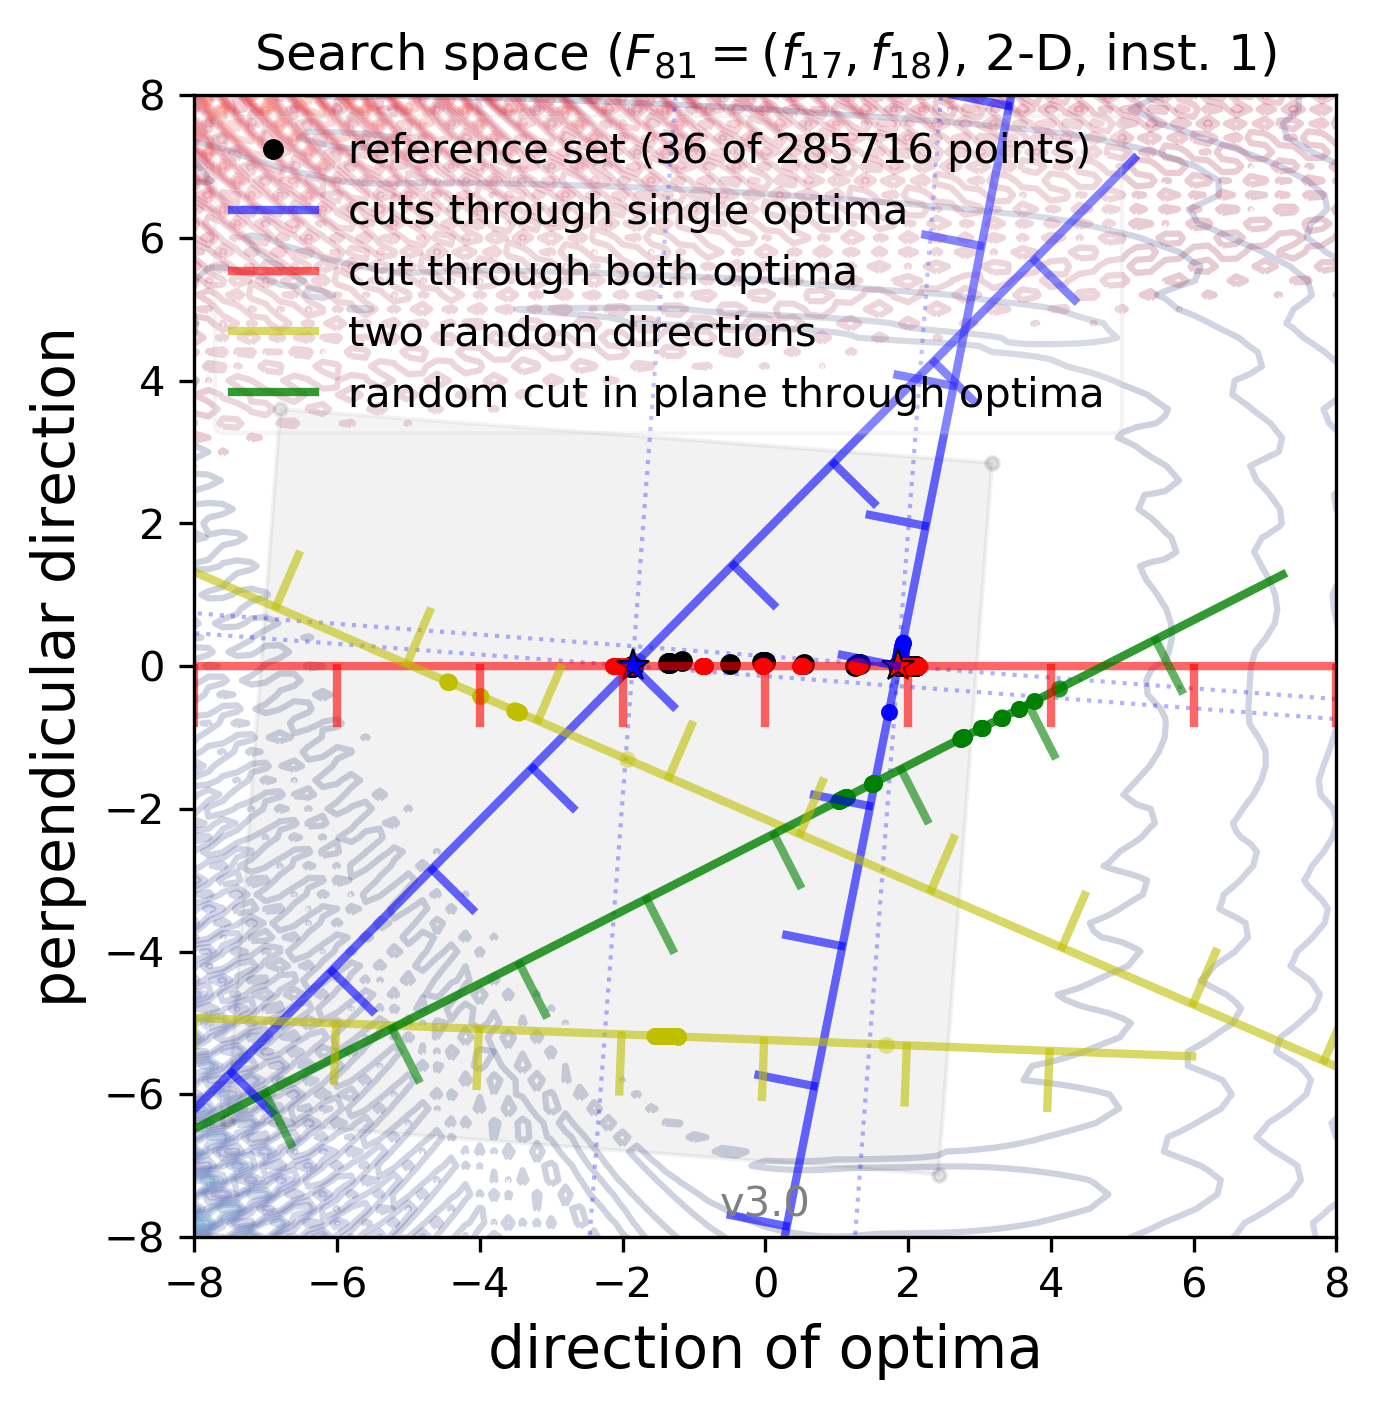 Search space (F₈₁ = (f₁₇, f₁₈), 2-D, inst. 1)
8
reference set (36 of 285716 points)
cuts through single optima
6
cut through both optima
two random directions
4
random cut in plane through optima
2
0
−2
−4
−6
−8
perpendicular direction
v3.0
−8 −6 −4 −2 0 2 4 6 8
direction of optima